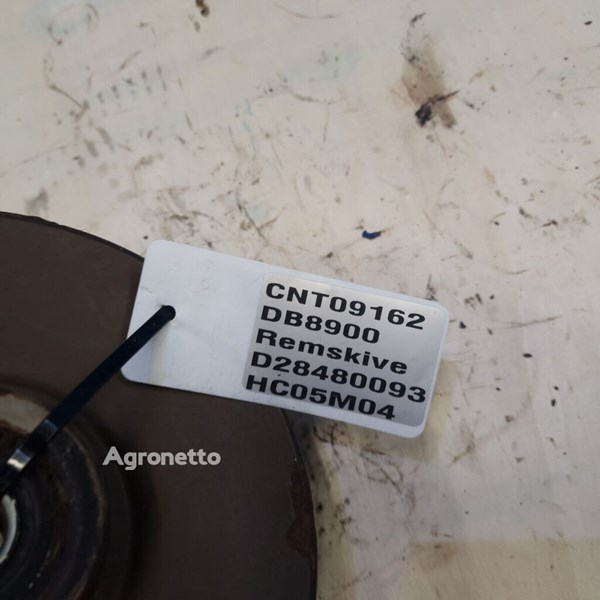 CNT09162
DB8900
Remskive
D28480093
HC05M04
Agronetto